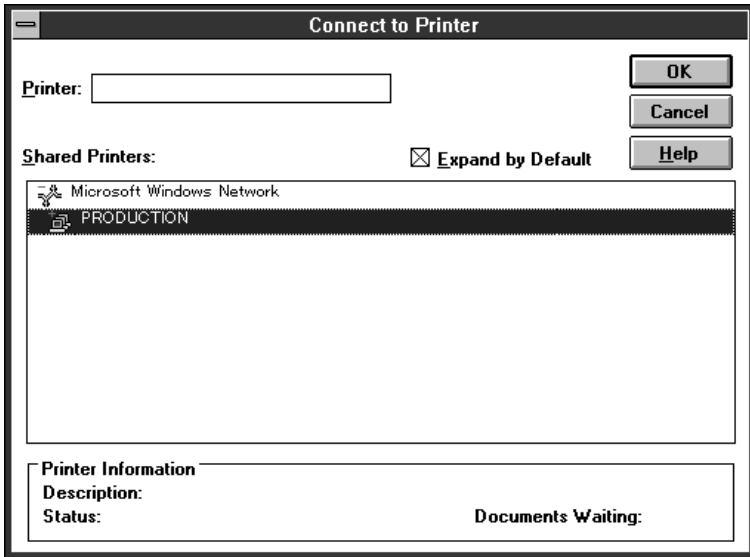 Connect to Printer
Printer:
OK
Cancel
Shared Printers:
Expand by Default
Help
Microsoft Windows Network
PRODUCTION
Printer Information
Description:
Status:
Documents Waiting: